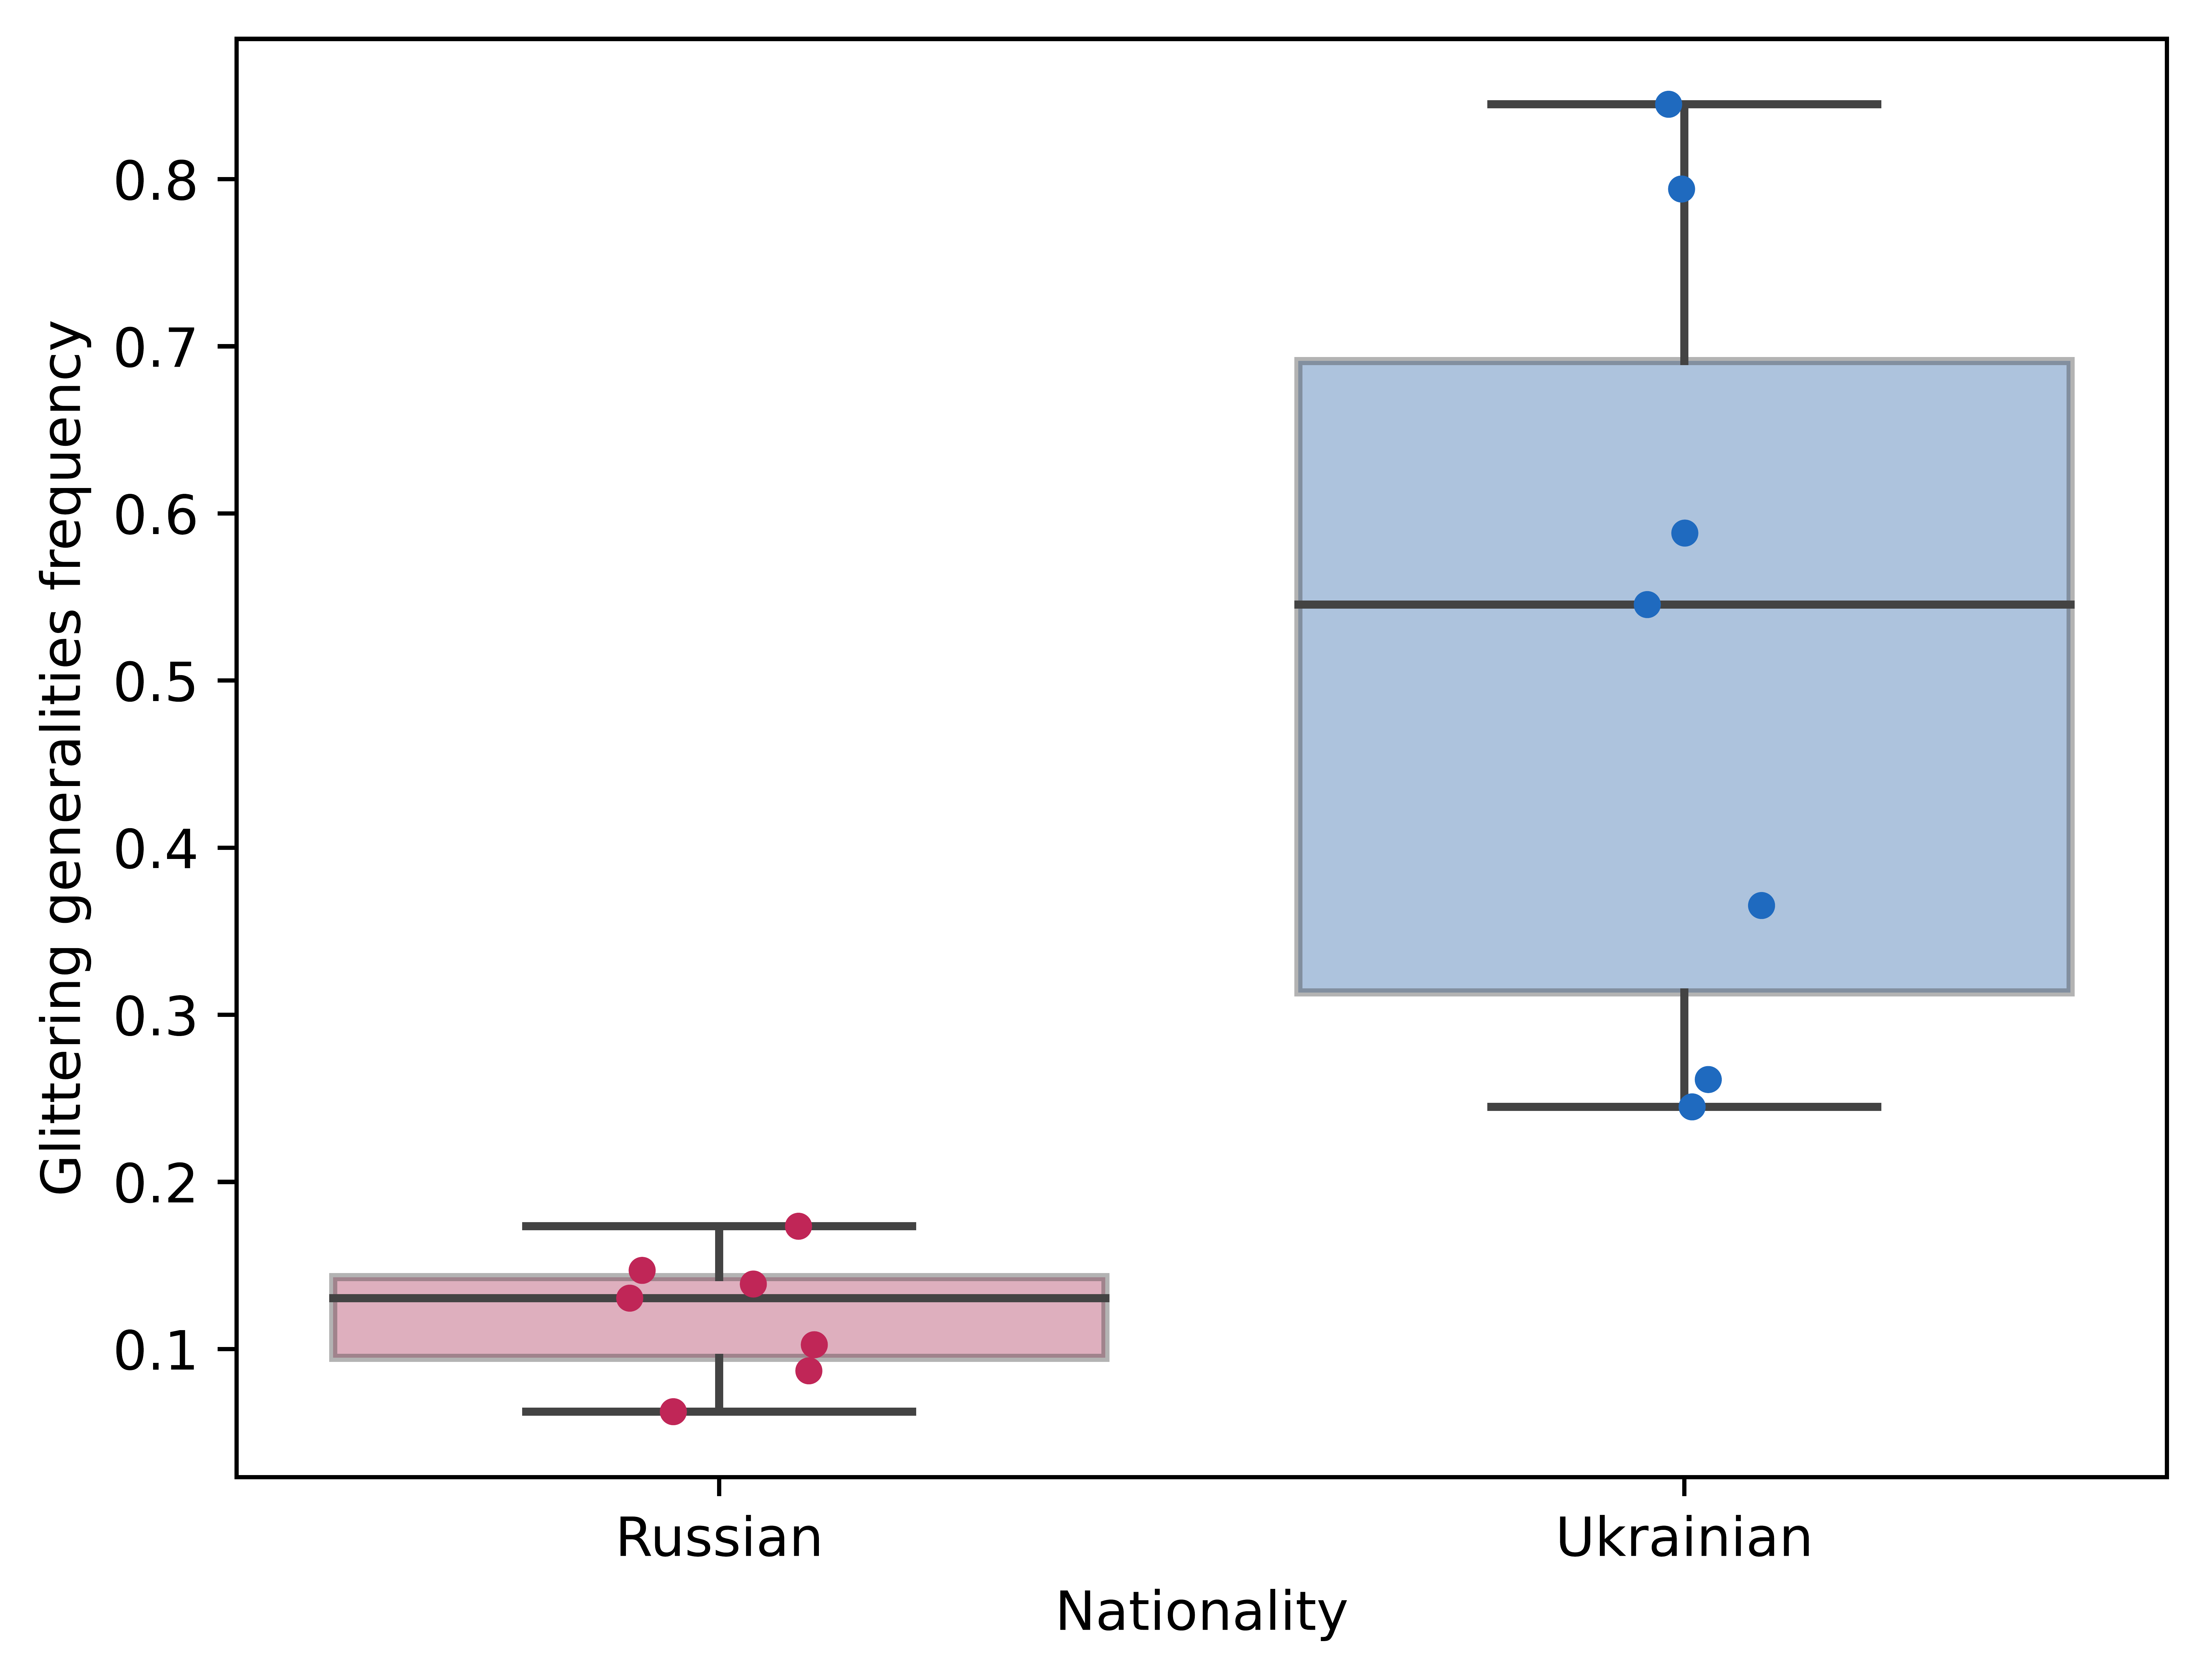 Glittering generalities frequency
0.8
0.7
0.6
0.5
0.4
0.3
0.2
0.1
Russian
Ukrainian
Nationality